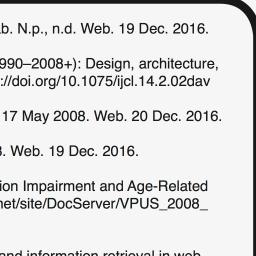 b. N.p., n.d. Web. 19 Dec. 2016.
990–2008+): Design, architecture,
://doi.org/10.1075/ijcl.14.2.02dav
17 May 2008. Web. 20 Dec. 2016.
. Web. 19 Dec. 2016.
ion Impairment and Age-Related
net/site/DocServer/VPUS_2008_
and information retrieval in web